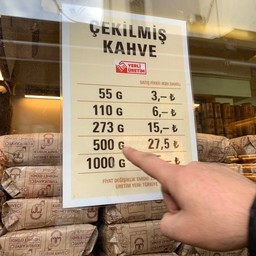 ÇEKİLMİŞ
KAHVE
YERLİ
ÜRETİM
55 G 3,– ₺
110 G 6,– ₺
273 G 15,– ₺
500 G 27,5 ₺
1000 G